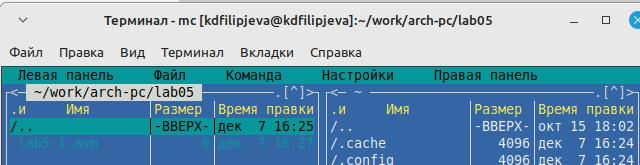 Терминал - mc [kdfilipjeva@kdfilipjeva]:~/work/arch-pc/lab05
Файл Правка Вид Терминал Вкладки Справка
Левая панель Файл Команда Настройки Правая панель
<─ ~/work/arch-pc/lab05 .[^]> <─ ~ .[^]>
.и Имя Размер Время правки .и Имя Размер Время правки
/.. -ВВЕРХ- дек 7 16:25 /.. -ВВЕРХ- окт 15 18:02
lab5-1.asm 0 дек 7 16:27 /.cache 4096 дек 7 16:24
/.config 4096 дек 7 16:24